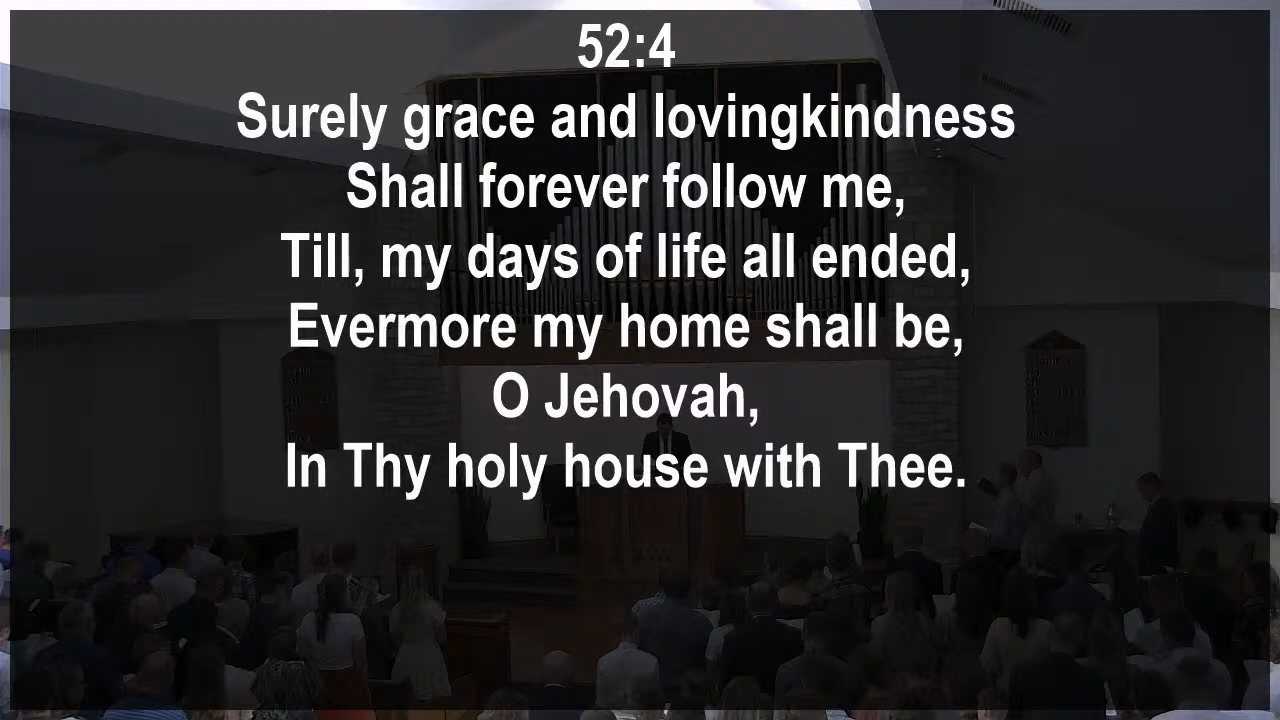 52:4
Surely grace and lovingkindness
Shall forever follow me,
Till, my days of life all ended,
Evermore my home shall be,
O Jehovah,
In Thy holy house with Thee.